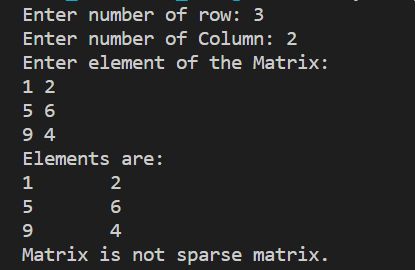 Enter number of row: 3
Enter number of Column: 2
Enter element of the Matrix:
1 2
5 6
9 4
Elements are:
1 2
5 6
9 4
Matrix is not sparse matrix.